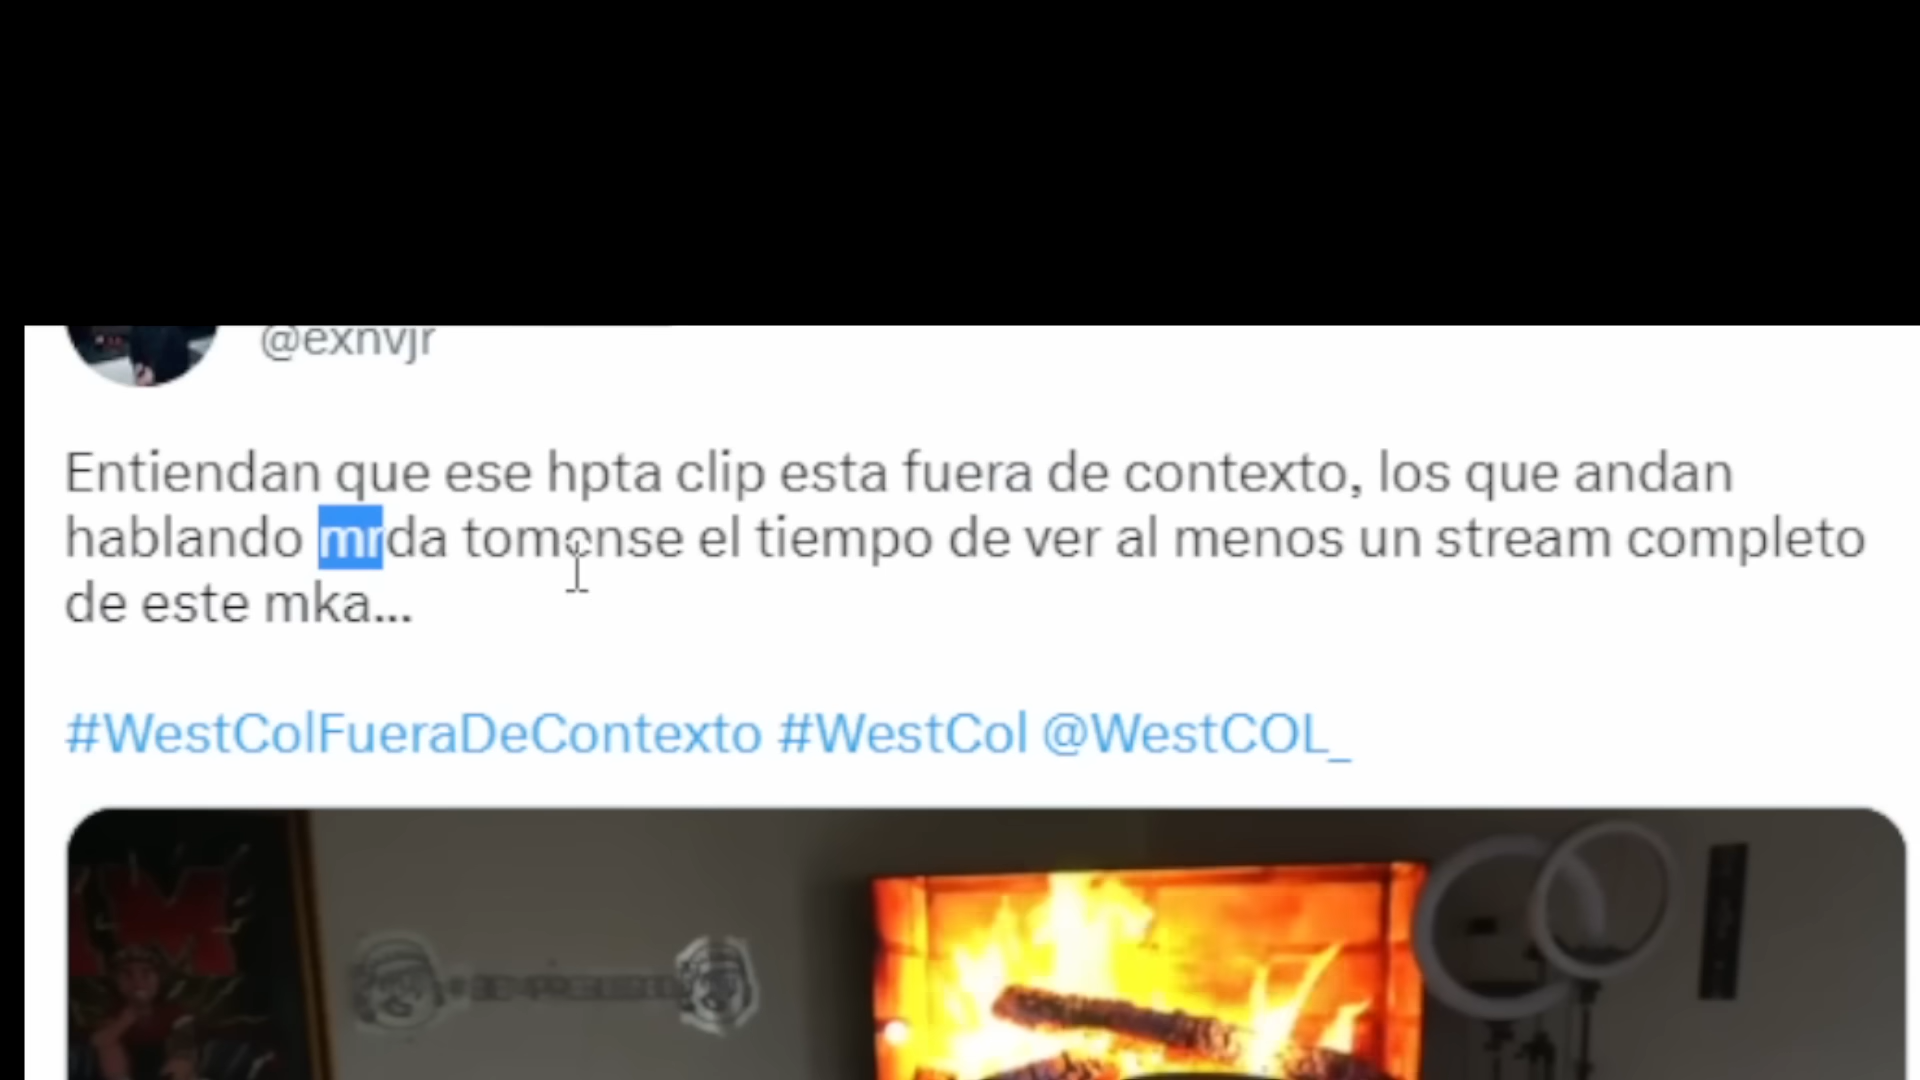 @exnvjr
Entiendan que ese hpta clip esta fuera de contexto, los que andan
hablando mrda tomense el tiempo de ver al menos un stream completo
de este mka...
#WestColFueraDeContexto #WestCol @WestCOL_